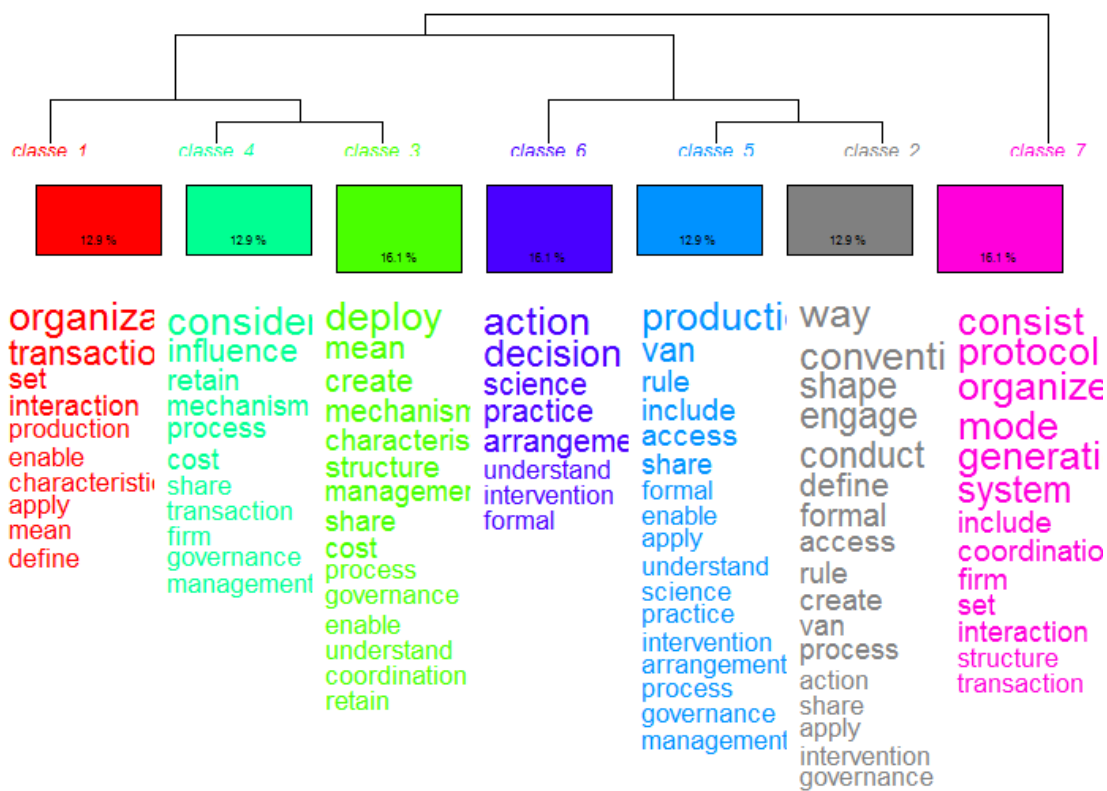 classe 1
classe 4
classe 3
classe 6
classe 5
classe 2
classe 7
12.9 %
12.9 %
16.1 %
16.1 %
12.9 %
12.9 %
16.1 %
organiza
transactio
set
interaction
production
enable
characteristi
apply
mean
define
consider
influence
retain
mechanism
process
cost
share
transaction
firm
governance
management
deploy
mean
create
mechanism
characteris
structure
managemer
share
cost
process
governance
enable
understand
coordination
retain
action
decision
science
practice
arrangeme
understand
intervention
formal
producti
van
rule
include
access
share
formal
enable
apply
understand
science
practice
intervention
arrangement
process
governance
management
way
conventi
shape
engage
conduct
define
formal
access
rule
create
van
process
action
share
apply
intervention
governance
consist
protocol
organize
mode
generati
system
include
coordinatio
firm
set
interaction
structure
transaction